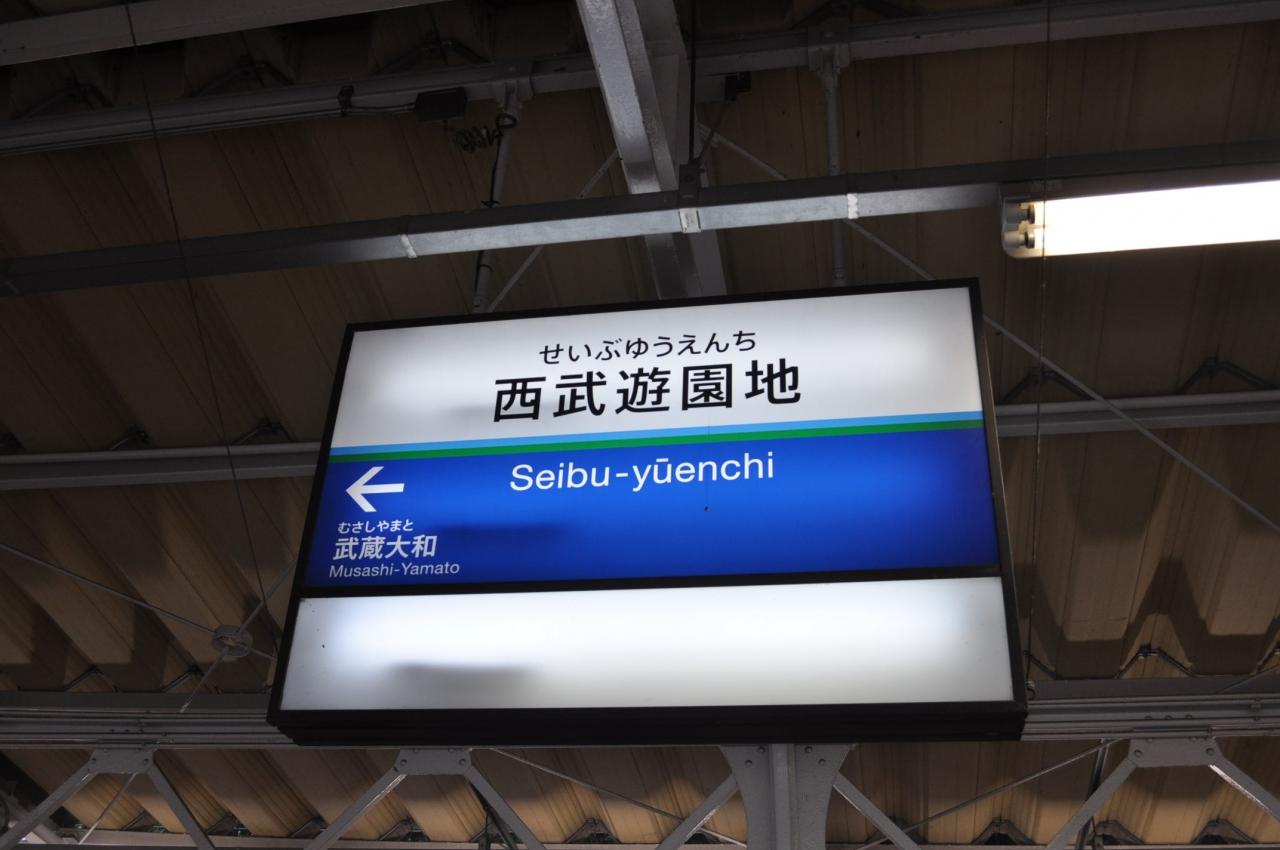 せいぶゆうえんち
西武遊園地
Seibu-yūenchi
←
むさしやまと
武蔵大和
Musashi-Yamato